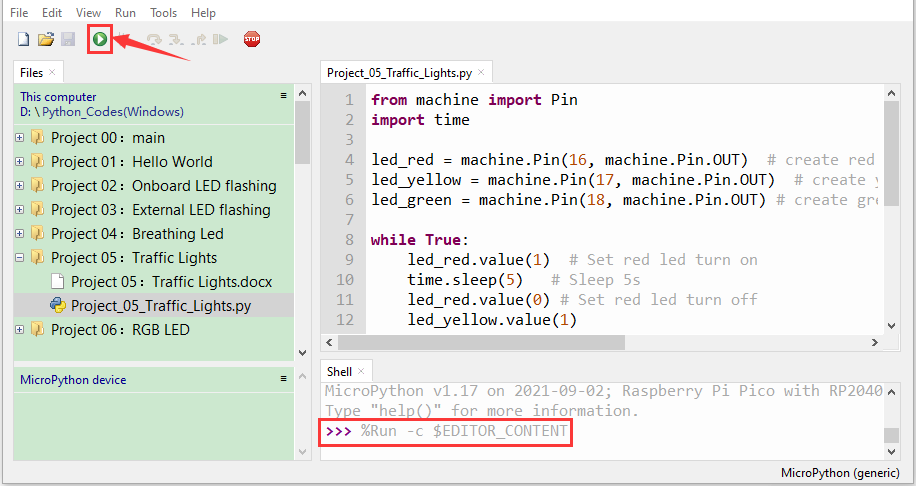 File Edit View Run Tools Help
STOP
Files
This computer
D: \Python_Codes(Windows)
Project 00：main
Project 01：Hello World
Project 02：Onboard LED flashing
Project 03：External LED flashing
Project 04：Breathing Led
Project 05：Traffic Lights
Project 05：Traffic Lights.docx
Project_05_Traffic_Lights.py
Project 06：RGB LED
MicroPython device
Project_05_Traffic_Lights.py
1 from machine import Pin
2 import time
3
4 led_red = machine.Pin(16, machine.Pin.OUT)  # create red
5 led_yellow = machine.Pin(17, machine.Pin.OUT)  # create y
6 led_green = machine.Pin(18, machine.Pin.OUT) # create gre
7
8 while True:
9     led_red.value(1)  # Set red led turn on
10     time.sleep(5)   # Sleep 5s
11     led_red.value(0) # Set red led turn off
12     led_yellow.value(1)
Shell
MicroPython v1.17 on 2021-09-02; Raspberry Pi Pico with RP2040
Type "help()" for more information.
>>> %Run -c $EDITOR_CONTENT
MicroPython (generic)